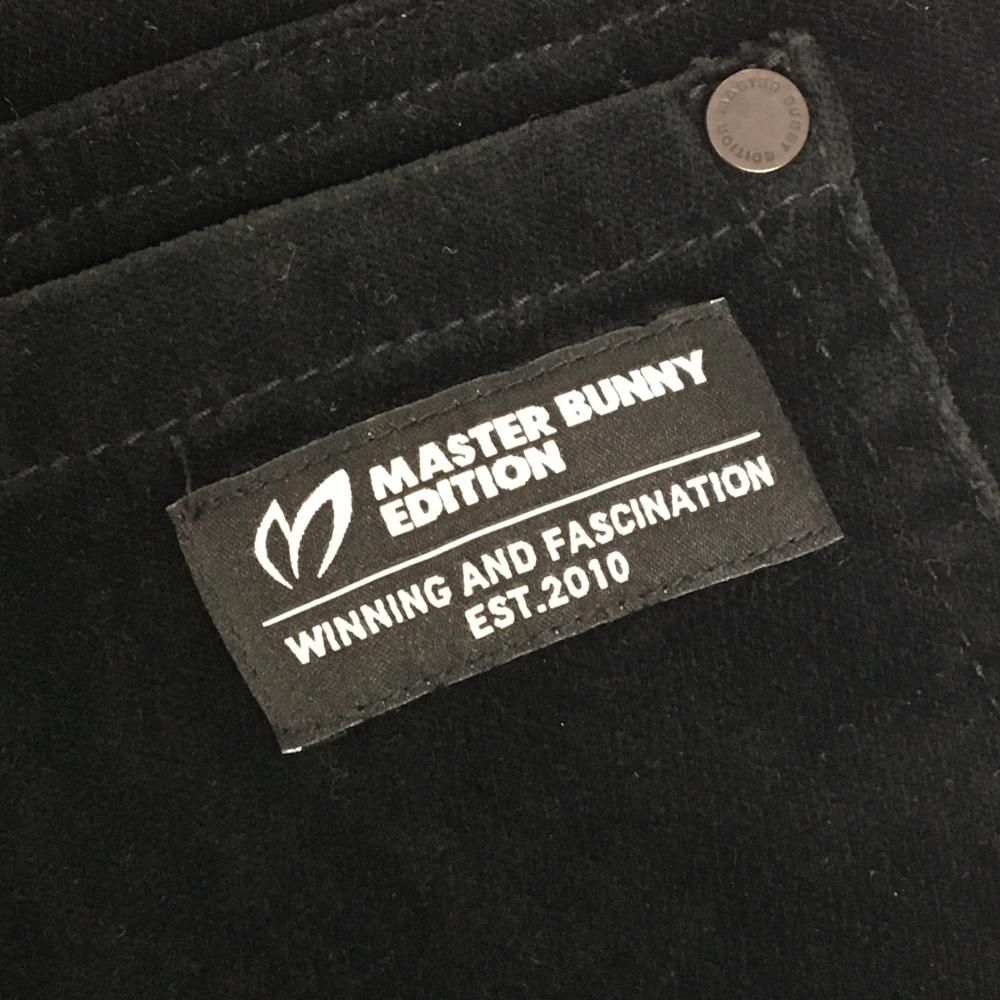 MASTER BUNNY EDITION
MASTER BUNNY
EDITION
WINNING AND FASCINATION
EST.2010